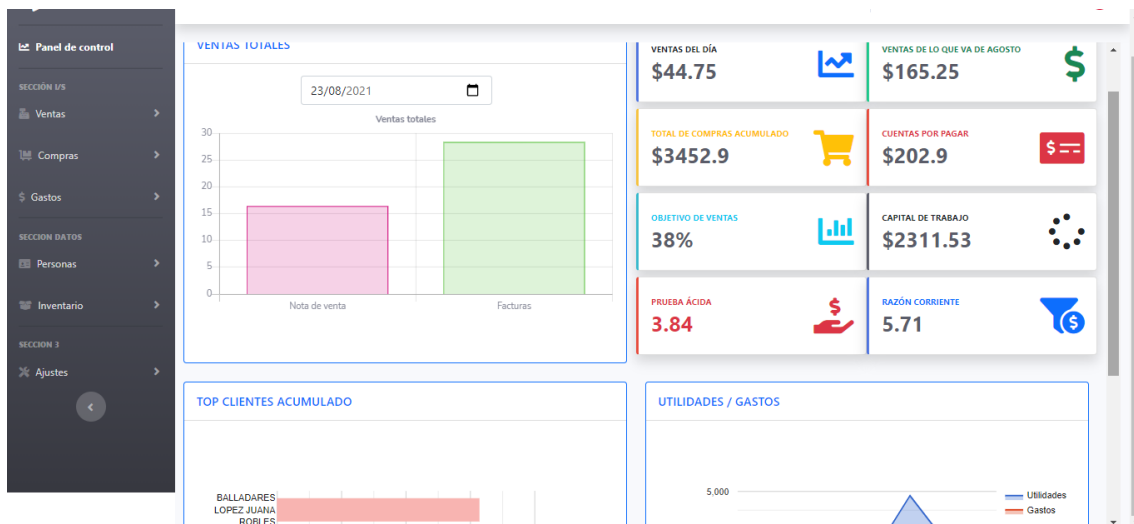 Panel de control
SECCIÓN I/S
Ventas
Compras
$ Gastos
SECCION DATOS
Personas
Inventario
SECCION 3
Ajustes
VENTAS TOTALES
23/08/2021
Ventas totales
30
25
20
15
10
5
0
Nota de venta
Facturas
VENTAS DEL DÍA
$44.75
VENTAS DE LO QUE VA DE AGOSTO
$165.25
TOTAL DE COMPRAS ACUMULADO
$3452.9
CUENTAS POR PAGAR
$202.9
OBJETIVO DE VENTAS
38%
CAPITAL DE TRABAJO
$2311.53
PRUEBA ÁCIDA
3.84
RAZÓN CORRIENTE
5.71
TOP CLIENTES ACUMULADO
BALLADARES
LOPEZ JUANA
ROBLES
UTILIDADES / GASTOS
5,000
Utilidades
Gastos